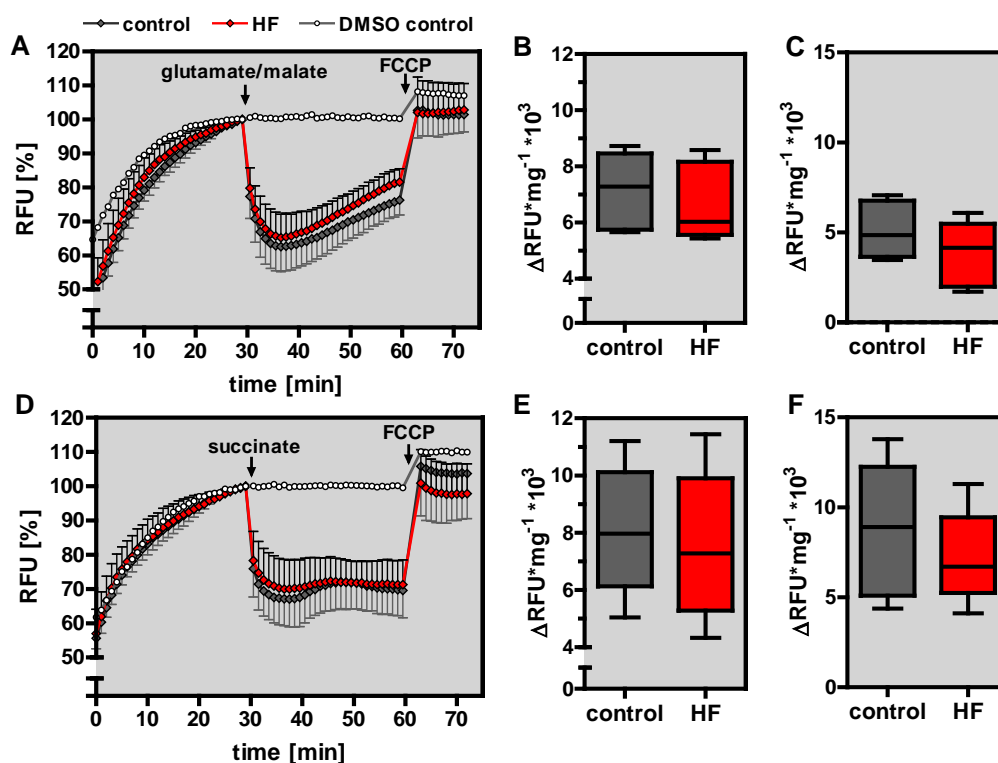 control HF DMSO control
A
glutamate/malate
FCCP
RFU [%]
120
110
100
90
80
70
60
50
0 10 20 30 40 50 60 70
time [min]
B
ΔRFU*mg⁻¹ *10³
12
10
8
6
4
0
control HF
C
ΔRFU*mg⁻¹ *10³
15
10
5
0
control HF
D
succinate
FCCP
RFU [%]
120
110
100
90
80
70
60
50
0 10 20 30 40 50 60 70
time [min]
E
ΔRFU*mg⁻¹ *10³
12
10
8
6
4
0
control HF
F
ΔRFU*mg⁻¹ *10³
15
10
5
0
control HF